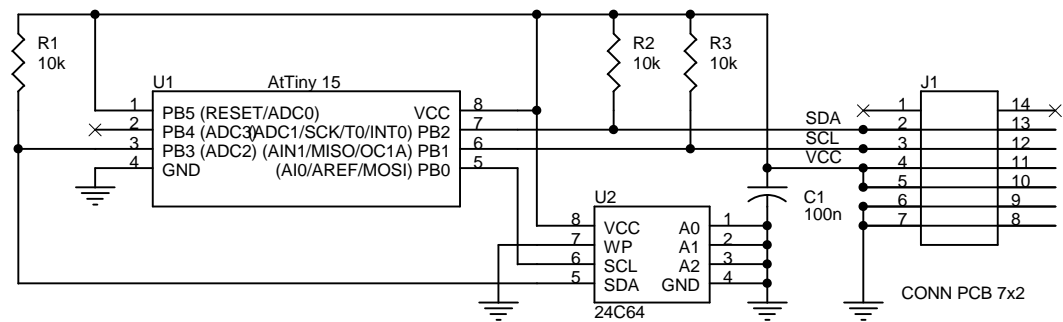 R1
10k
R2
10k
R3
10k
U1
AtTiny 15
J1
1 PB5 (RESET/ADC0) VCC 8
2 PB4 (ADC3) (ADC1/SCK/T0/INT0) PB2 7
3 PB3 (ADC2) (AIN1/MISO/OC1A) PB1 6
4 GND (AI0/AREF/MOSI) PB0 5
SDA
SCL
VCC
1 14
2 13
3 12
4 11
5 10
6 9
7 8
C1
100n
U2
8 VCC A0 1
7 WP A1 2
6 SCL A2 3
5 SDA GND 4
24C64
CONN PCB 7x2